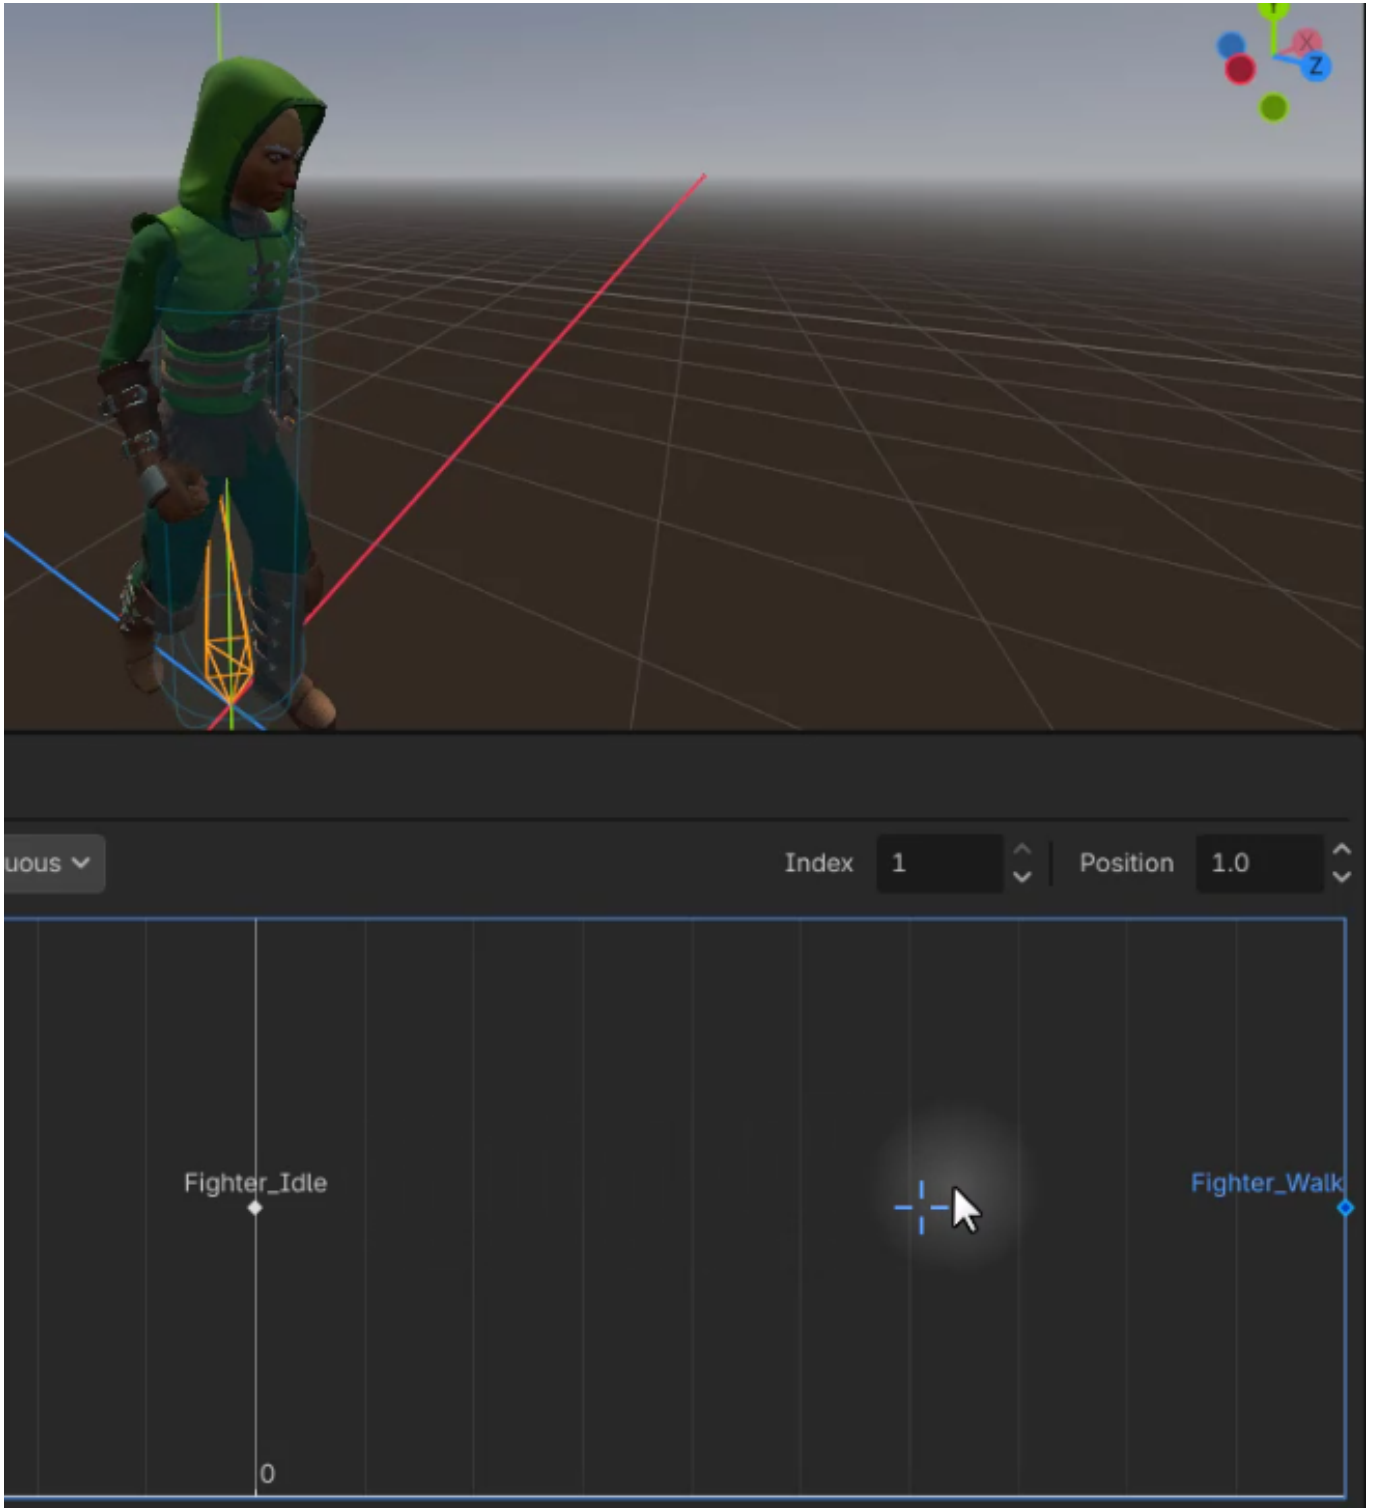 Y
X
Z
uous
Index 1 Position 1.0
Fighter_Idle
Fighter_Walk
0